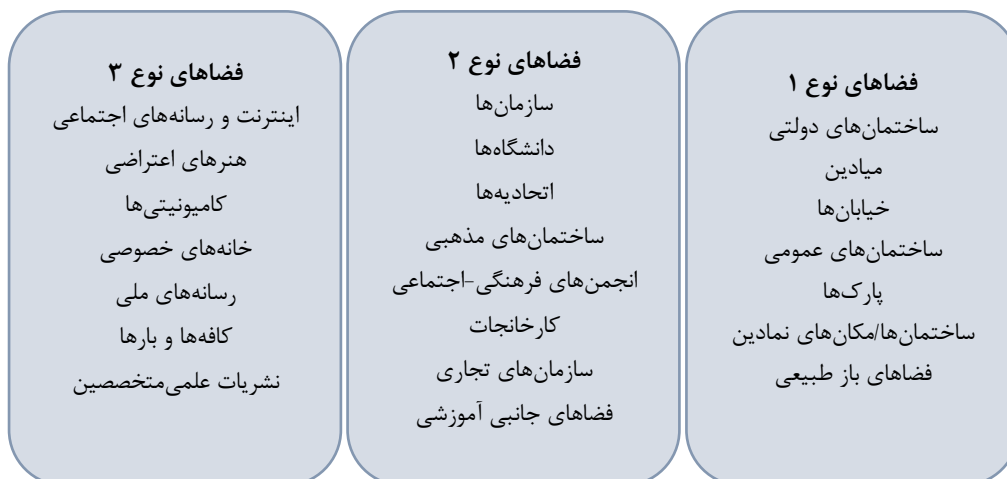 فضاهای نوع ۱
ساختمان‌های دولتی
میادین
خیابان‌ها
ساختمان‌های عمومی
پارک‌ها
ساختمان‌ها/مکان‌های نمادین
فضاهای باز طبیعی
فضاهای نوع ۲
سازمان‌ها
دانشگاه‌ها
اتحادیه‌ها
ساختمان‌های مذهبی
انجمن‌های فرهنگی-اجتماعی
کارخانجات
سازمان‌های تجاری
فضاهای جانبی آموزشی
فضاهای نوع ۳
اینترنت و رسانه‌های اجتماعی
هنرهای اعتراضی
کامیونیتی‌ها
خانه‌های خصوصی
رسانه‌های ملی
کافه‌ها و بارها
نشریات علمی‌متخصصین